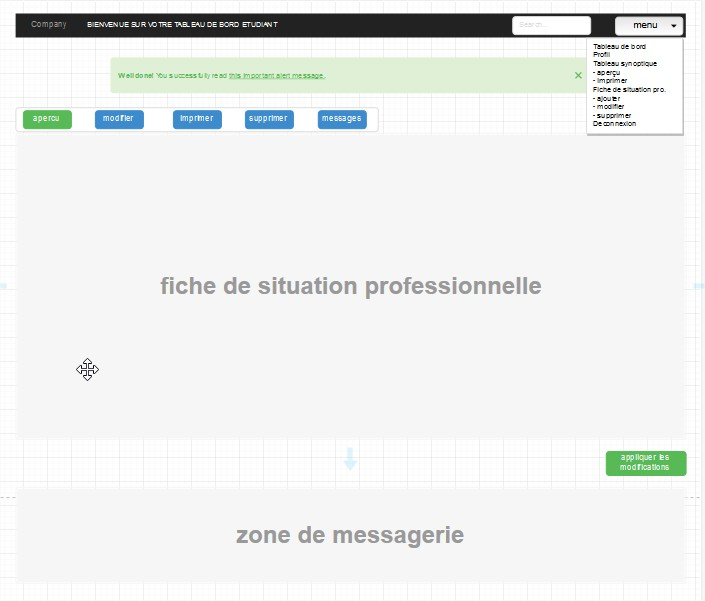 Company
BIENVENUE SUR VOTRE TABLEAU DE BORD ETUDIANT
Search...
menu
Tableau de bord
Profil
Tableau synoptique
- aperçu
- imprimer
Fiche de situation pro.
- ajouter
- modifier
- supprimer
Deconnexion
Well done! You successfully read this important alert message.
×
apercu
modifier
imprimer
supprimer
messages
fiche de situation professionnelle
appliquer les
modifications
zone de messagerie